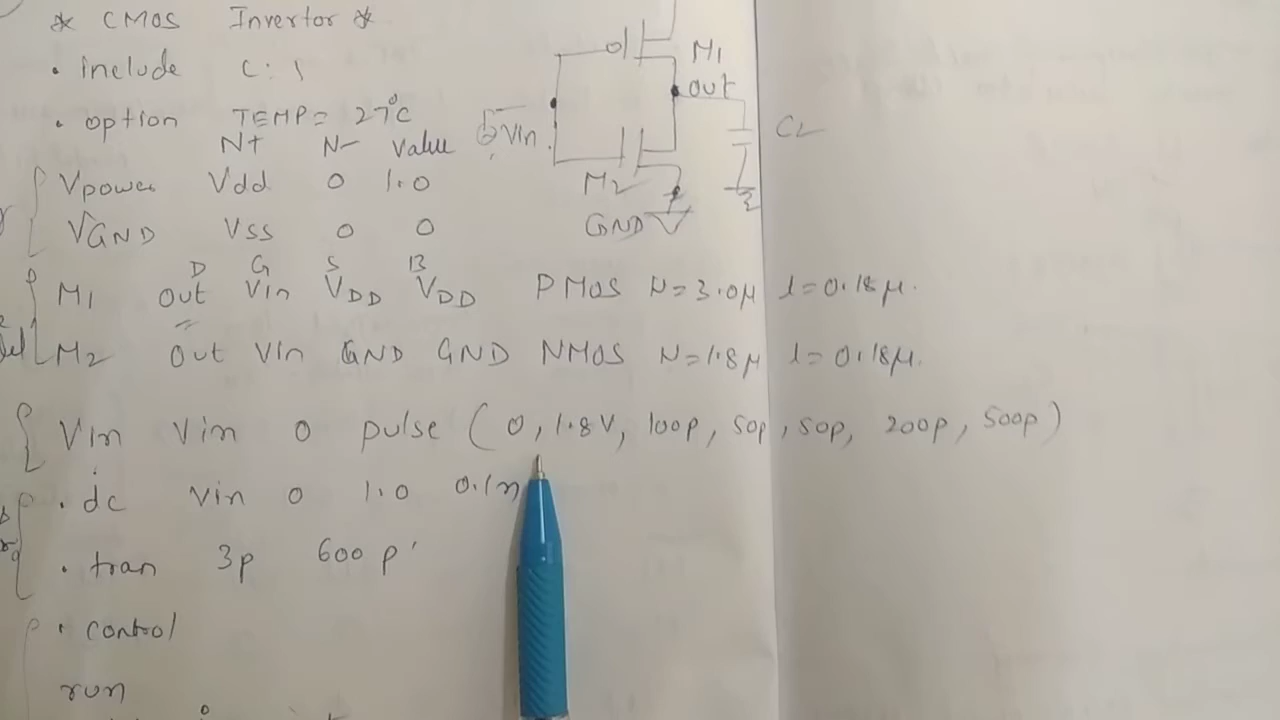 * CMOS Invertor *
. include C:\
. option TEMP = 27°C
N+ N- Value
Vpower Vdd 0 1.0
VGND VSS 0 0
D G S B
M1 out Vin VDD VDD PMOS W=3.0μ l=0.18μ.
M2 out Vin GND GND NMOS W=1.8μ l=0.18μ.
Vin Vin 0 pulse (0, 1.8V, 100p, 50p, 50p, 200p, 500p)
. dc Vin 0 1.0 0.1n
. tran 3p 600p
. control
run
M1
out
Vin
CL
M2
GND